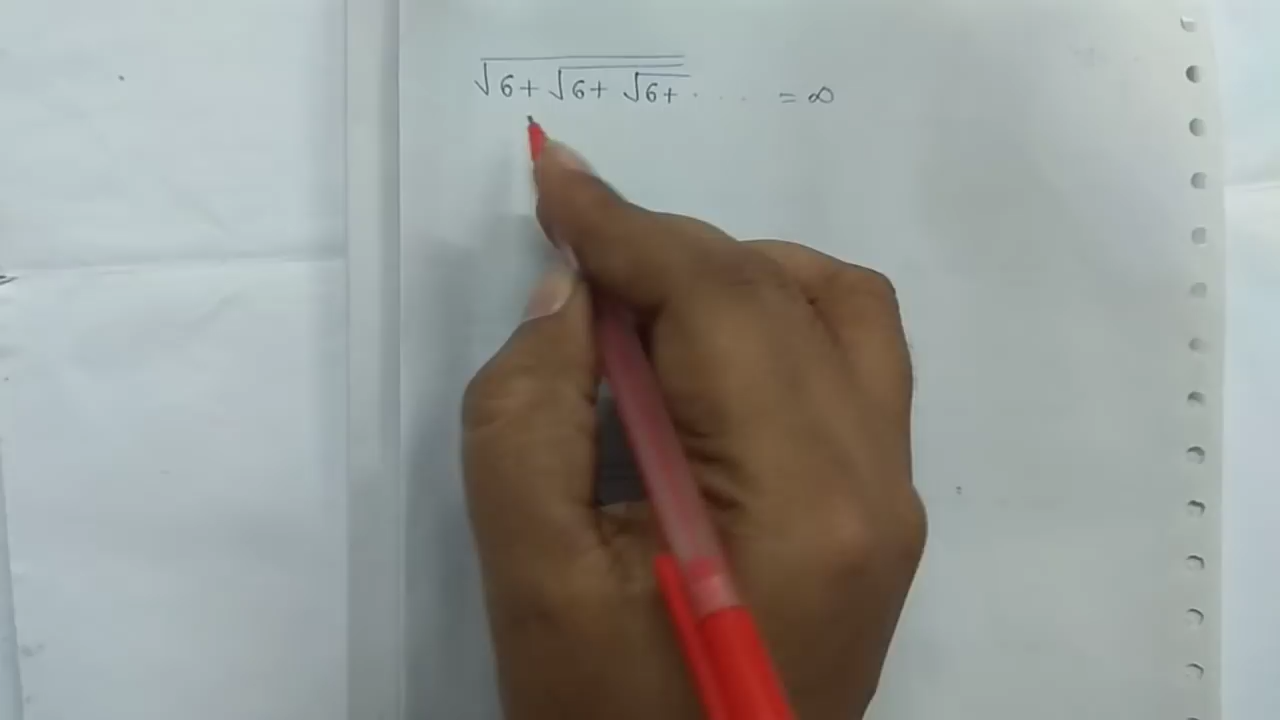 √6+ √6+ √6+ . . . . = ∞